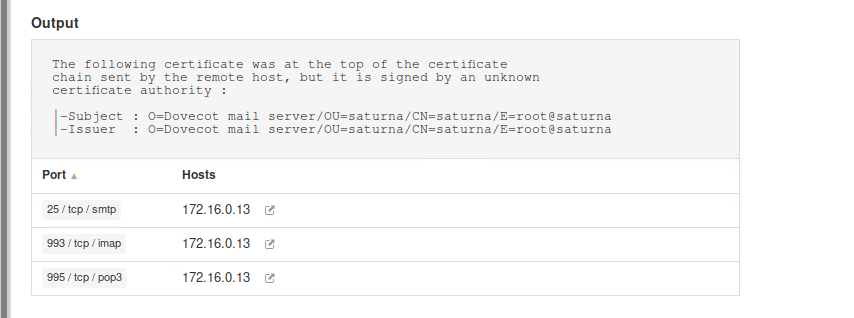 Output
The following certificate was at the top of the certificate
chain sent by the remote host, but it is signed by an unknown
certificate authority :
|-Subject : O=Dovecot mail server/OU=saturna/CN=saturna/E=root@saturna
|-Issuer  : O=Dovecot mail server/OU=saturna/CN=saturna/E=root@saturna
Port ▲ Hosts
25 / tcp / smtp 172.16.0.13
993 / tcp / imap 172.16.0.13
995 / tcp / pop3 172.16.0.13